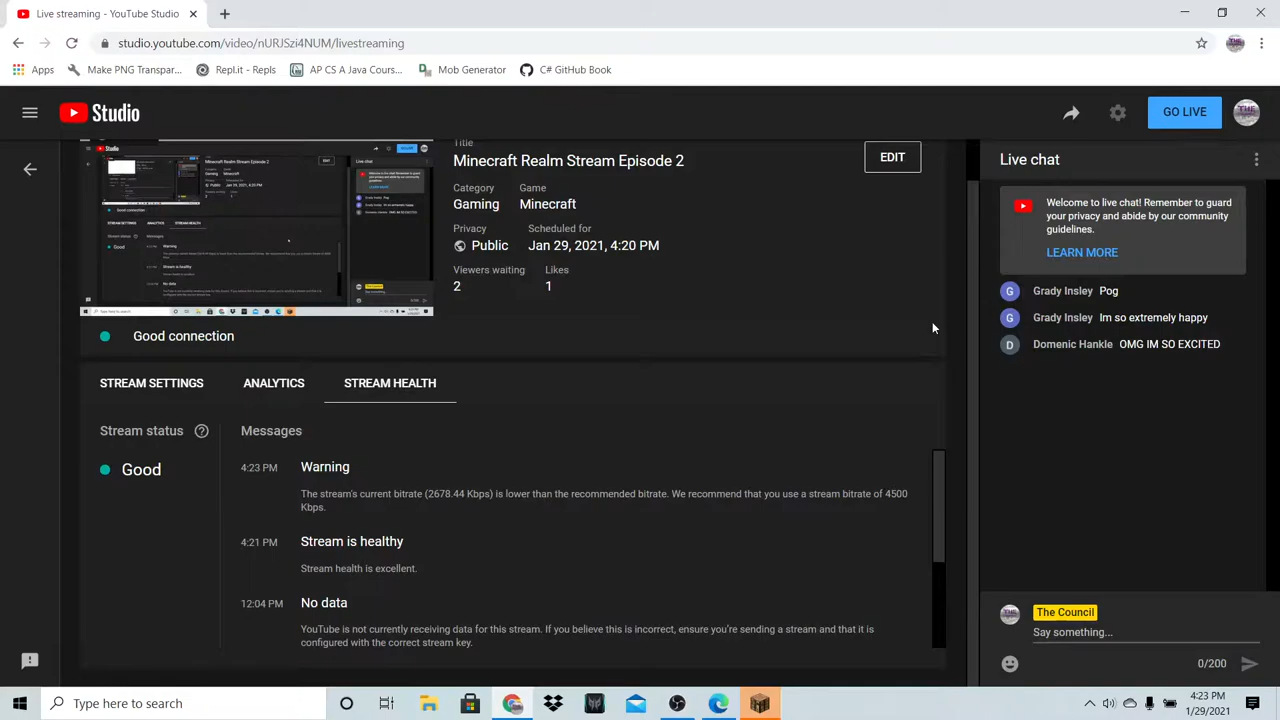 Live streaming - YouTube Studio
studio.youtube.com/video/nURJSzi4NUM/livestreaming
Apps Make PNG Transpar... Repl.it - Repls AP CS A Java Cours... Mob Generator C# GitHub Book
Studio
GO LIVE
Title
Minecraft Realm Stream Episode 2
EDIT
Category Game
Gaming Minecraft
Privacy Scheduled for
Public Jan 29, 2021, 4:20 PM
Viewers waiting Likes
2 1
Good connection
STREAM SETTINGS ANALYTICS STREAM HEALTH
Stream status Messages
Good
4:23 PM Warning
The stream's current bitrate (2678.44 Kbps) is lower than the recommended bitrate. We recommend that you use a stream bitrate of 4500
Kbps.
4:21 PM Stream is healthy
Stream health is excellent.
12:04 PM No data
YouTube is not currently receiving data for this stream. If you believe this is incorrect, ensure you're sending a stream and that it is
configured with the correct stream key.
Live chat
Welcome to live chat! Remember to guard
your privacy and abide by our community
guidelines.
LEARN MORE
G Grady Insley Pog
G Grady Insley Im so extremely happy
D Domenic Hankle OMG IM SO EXCITED
The Council
Say something...
0/200
Type here to search
4:23 PM
1/29/2021